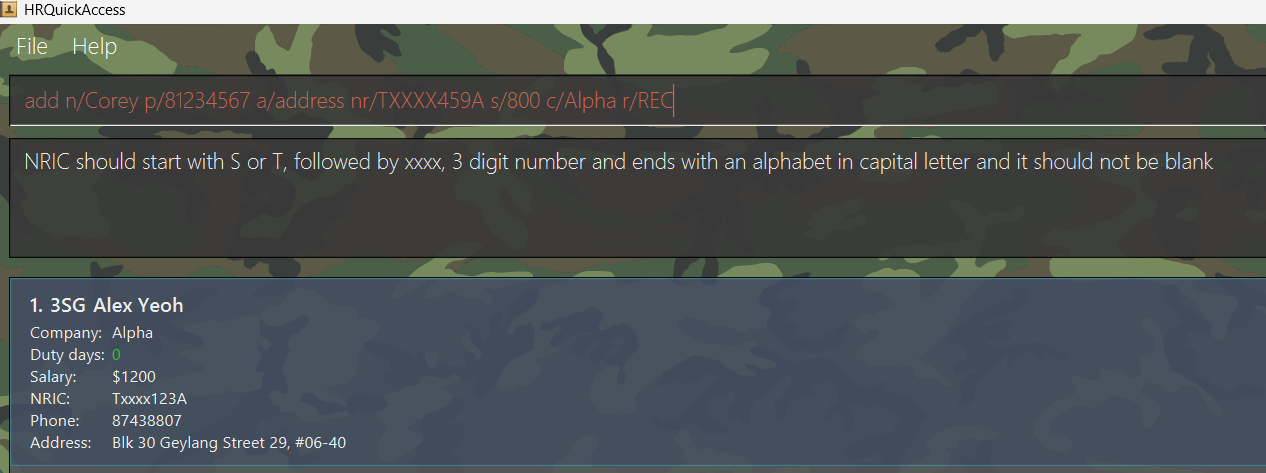 HRQuickAccess
File Help
add n/Corey p/81234567 a/address nr/TXXXX459A s/800 c/Alpha r/REC
NRIC should start with S or T, followed by xxxx, 3 digit number and ends with an alphabet in capital letter and it should not be blank
1. 3SG Alex Yeoh
Company: Alpha
Duty days: 0
Salary: $1200
NRIC: Txxxx123A
Phone: 87438807
Address: Blk 30 Geylang Street 29, #06-40